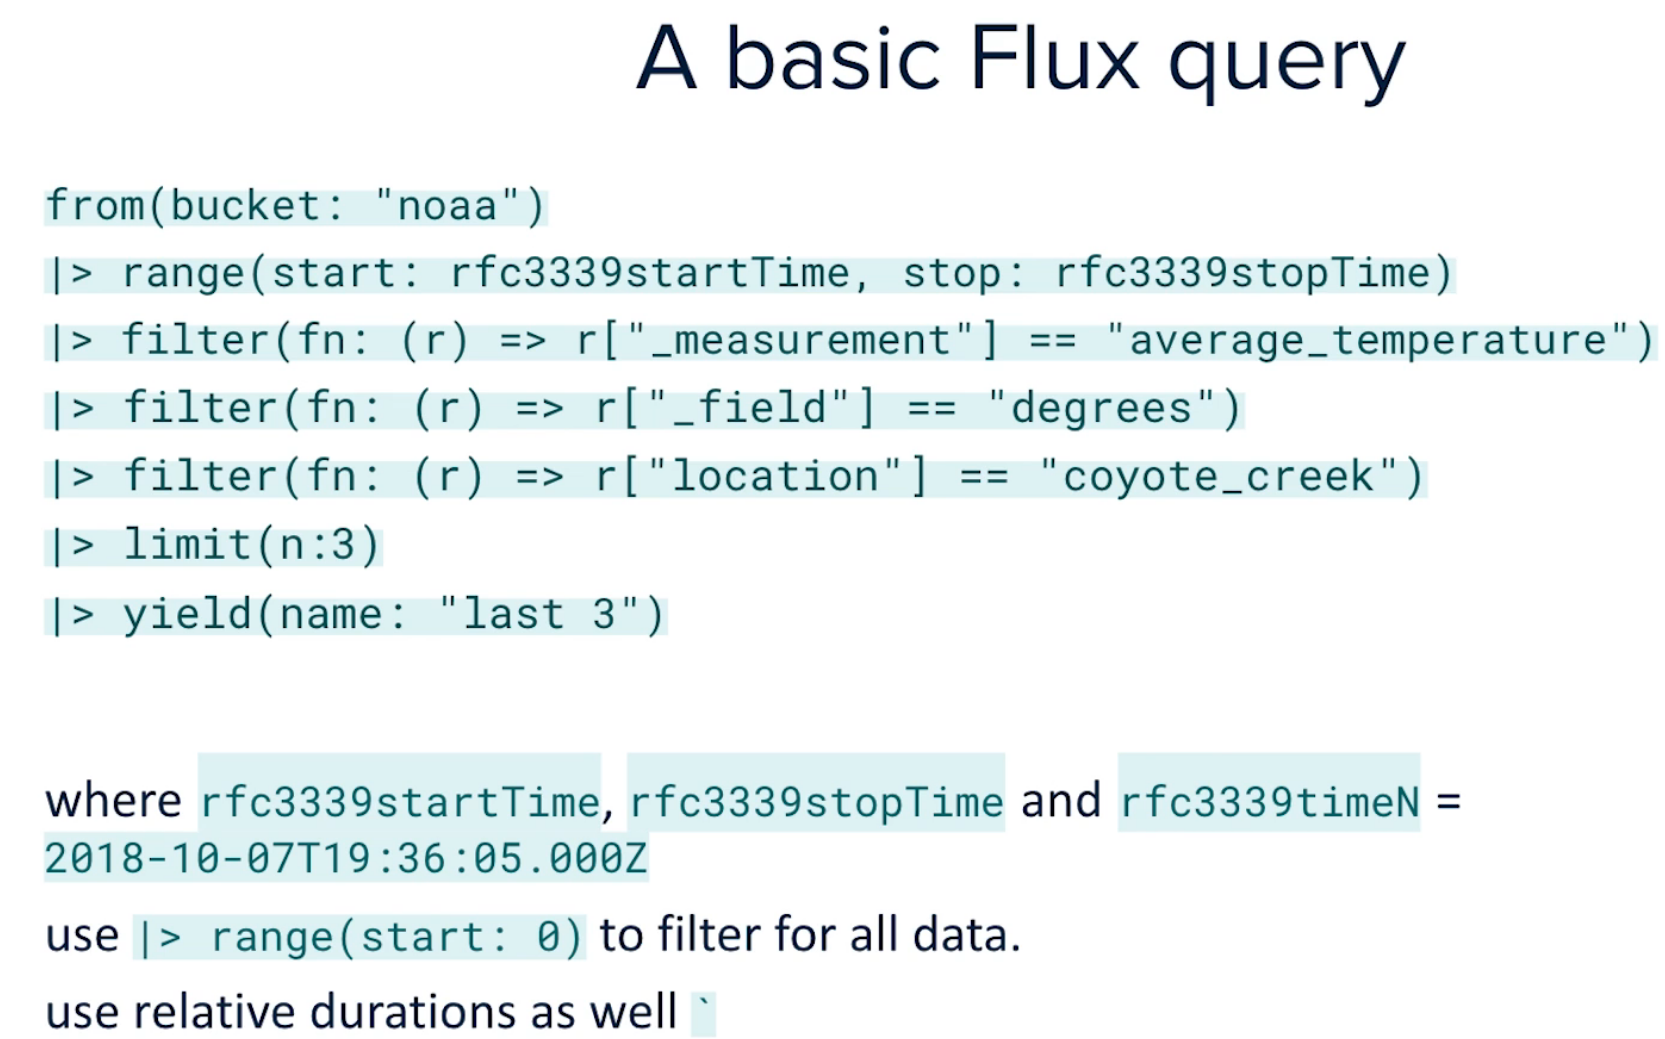 A basic Flux query
from(bucket: "noaa")
|> range(start: rfc3339startTime, stop: rfc3339stopTime)
|> filter(fn: (r) => r["_measurement"] == "average_temperature")
|> filter(fn: (r) => r["_field"] == "degrees")
|> filter(fn: (r) => r["location"] == "coyote_creek")
|> limit(n:3)
|> yield(name: "last 3")
where rfc3339startTime, rfc3339stopTime and rfc3339timeN =
2018-10-07T19:36:05.000Z
use |> range(start: 0) to filter for all data.
use relative durations as well `